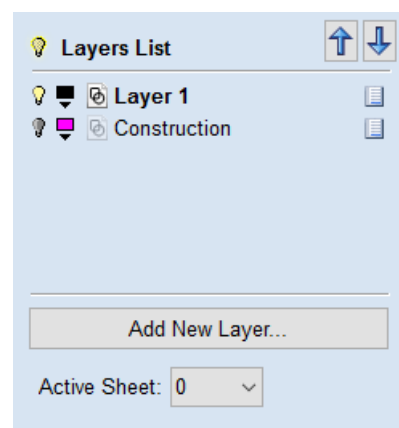 Layers List
Layer 1
Construction
Add New Layer...
Active Sheet: 0